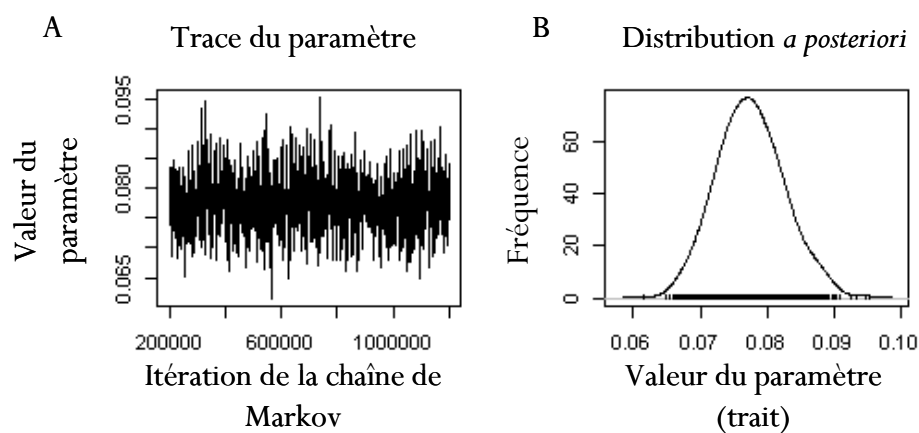 A
Trace du paramètre
Valeur du
paramètre
0.095
0.080
0.065
200000 600000 1000000
Itération de la chaîne de
Markov
B
Distribution a posteriori
Fréquence
60
40
20
0
0.06 0.07 0.08 0.09 0.10
Valeur du paramètre
(trait)